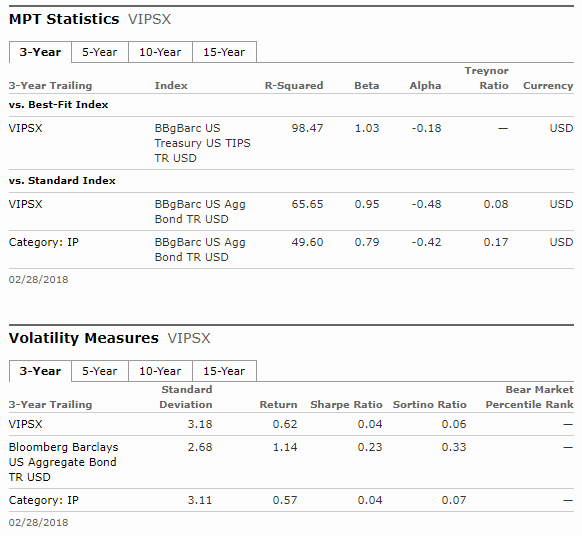 MPT Statistics VIPSX
3-Year 5-Year 10-Year 15-Year
Treynor
3-Year Trailing Index R-Squared Beta Alpha Ratio Currency
vs. Best-Fit Index
VIPSX BBgBarc US 98.47 1.03 -0.18 — USD
Treasury US TIPS
TR USD
vs. Standard Index
VIPSX BBgBarc US Agg 65.65 0.95 -0.48 0.08 USD
Bond TR USD
Category: IP BBgBarc US Agg 49.60 0.79 -0.42 0.17 USD
Bond TR USD
02/28/2018
Volatility Measures VIPSX
3-Year 5-Year 10-Year 15-Year
Standard Bear Market
3-Year Trailing Deviation Return Sharpe Ratio Sortino Ratio Percentile Rank
VIPSX 3.18 0.62 0.04 0.06 —
Bloomberg Barclays 2.68 1.14 0.23 0.33 —
US Aggregate Bond
TR USD
Category: IP 3.11 0.57 0.04 0.07 —
02/28/2018